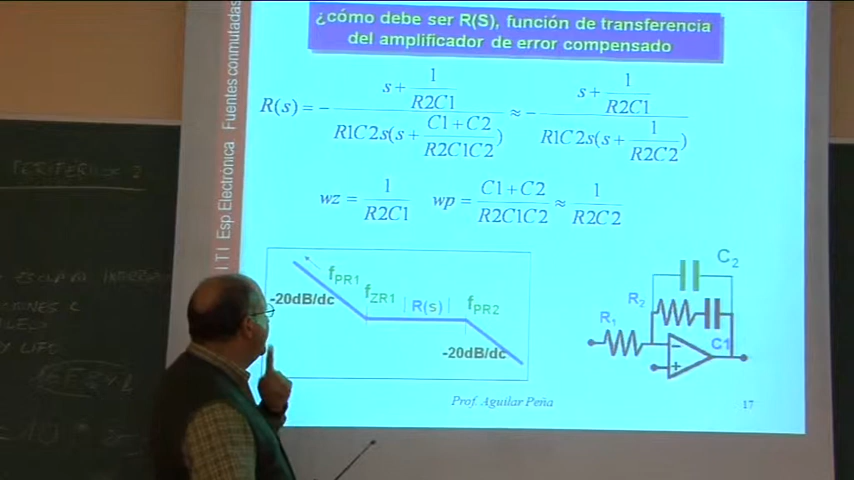 ¿Cómo debe ser R(S), función de transferencia
del amplificador de error compensado
ITI Esp Electrónica Fuentes conmutadas
R(s) = - (s + 1/R2C1) / (R1C2s(s + (C1+C2)/R2C1C2)) ≈ - (s + 1/R2C1) / (R1C2s(s + 1/R2C2))
wz = 1/R2C1 wp = (C1+C2)/R2C1C2 ≈ 1/R2C2
fPR1
-20dB/dc
fZR1
R(s)
fPR2
-20dB/dc
C2
R2
R1
C1
Prof. Aguilar Peña
17